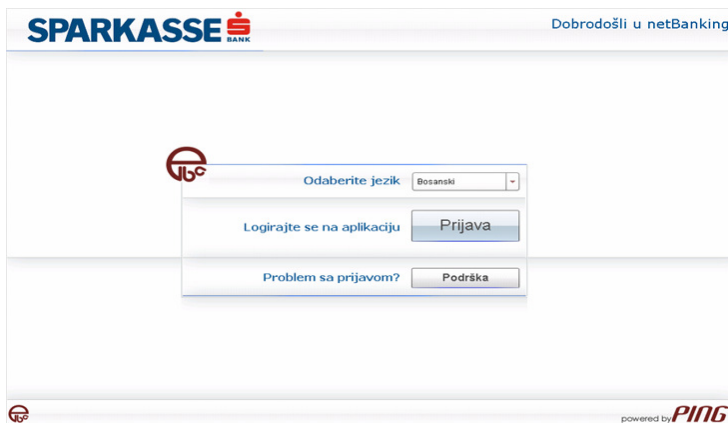 SPARKASSE
BANK
Dobrodošli u netBanking
Odaberite jezik Bosanski
Logirajte se na aplikaciju Prijava
Problem sa prijavom? Podrška
powered by PING